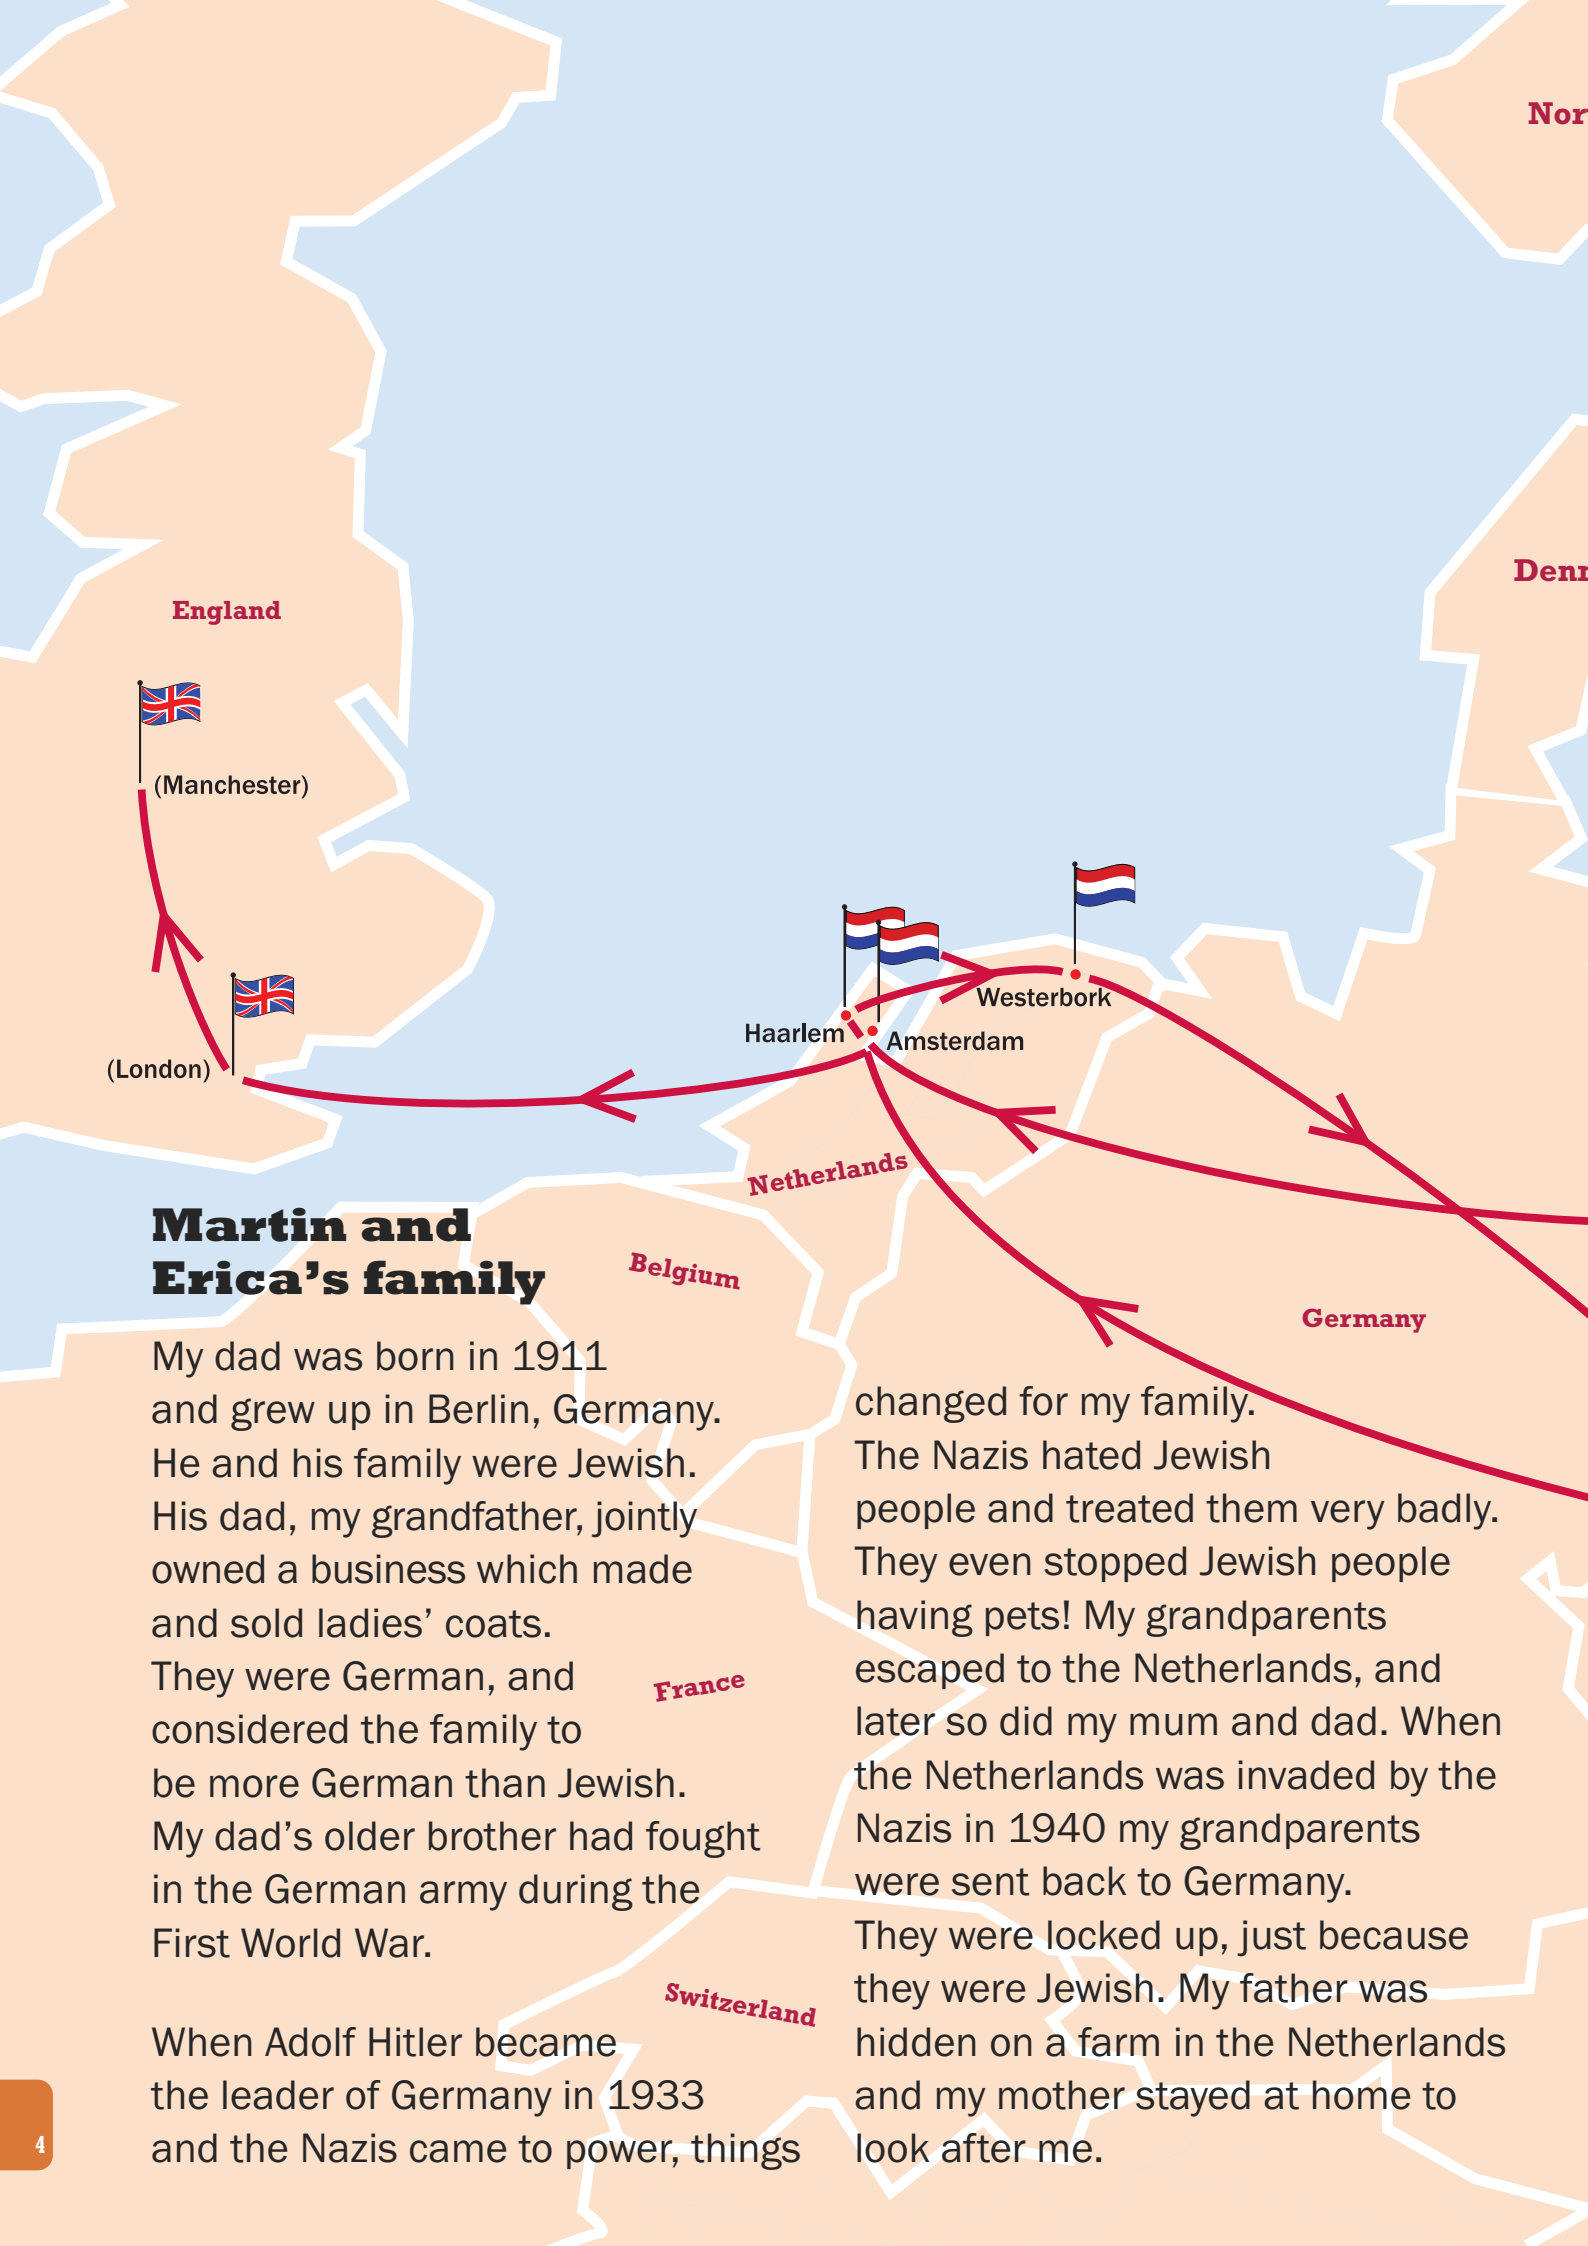 Nor
Denr
England
(Manchester)
Westerbork
Haarlem
Amsterdam
(London)
Netherlands
Belgium
Germany
France
Switzerland
Martin and
Erica’s family
My dad was born in 1911
and grew up in Berlin, Germany.
He and his family were Jewish.
His dad, my grandfather, jointly
owned a business which made
and sold ladies’ coats.
They were German, and
considered the family to
be more German than Jewish.
My dad’s older brother had fought
in the German army during the
First World War.
When Adolf Hitler became
the leader of Germany in 1933
and the Nazis came to power, things
changed for my family.
The Nazis hated Jewish
people and treated them very badly.
They even stopped Jewish people
having pets! My grandparents
escaped to the Netherlands, and
later so did my mum and dad. When
the Netherlands was invaded by the
Nazis in 1940 my grandparents
were sent back to Germany.
They were locked up, just because
they were Jewish. My father was
hidden on a farm in the Netherlands
and my mother stayed at home to
look after me.
4